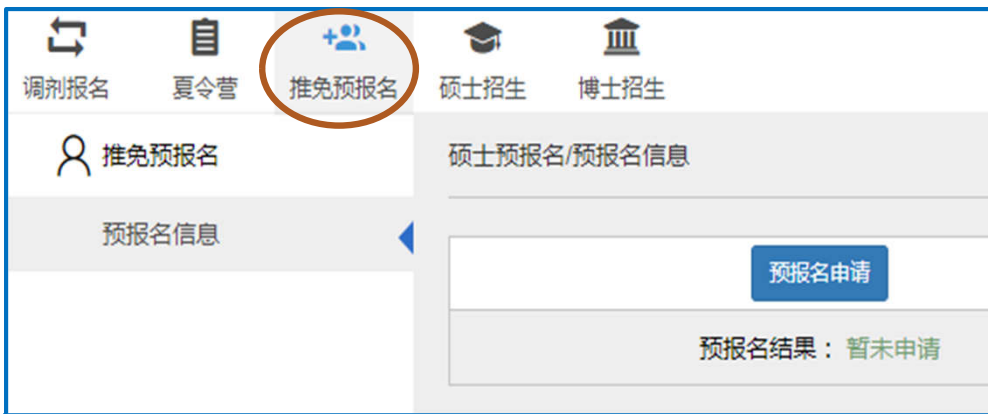 调剂报名 夏令营 推免预报名 硕士招生 博士招生
推免预报名
硕士预报名/预报名信息
预报名信息
预报名申请
预报名结果：暂未申请